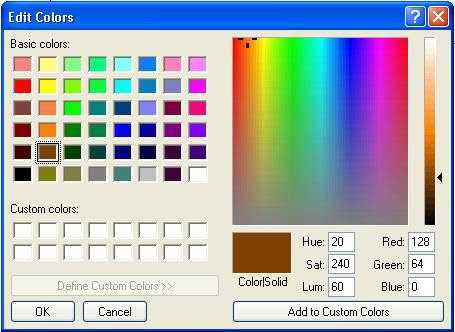 Edit Colors
Basic colors:
Custom colors:
Define Custom Colors >>
OK
Cancel
Color|Solid
Hue: 20
Sat: 240
Lum: 60
Red: 128
Green: 64
Blue: 0
Add to Custom Colors